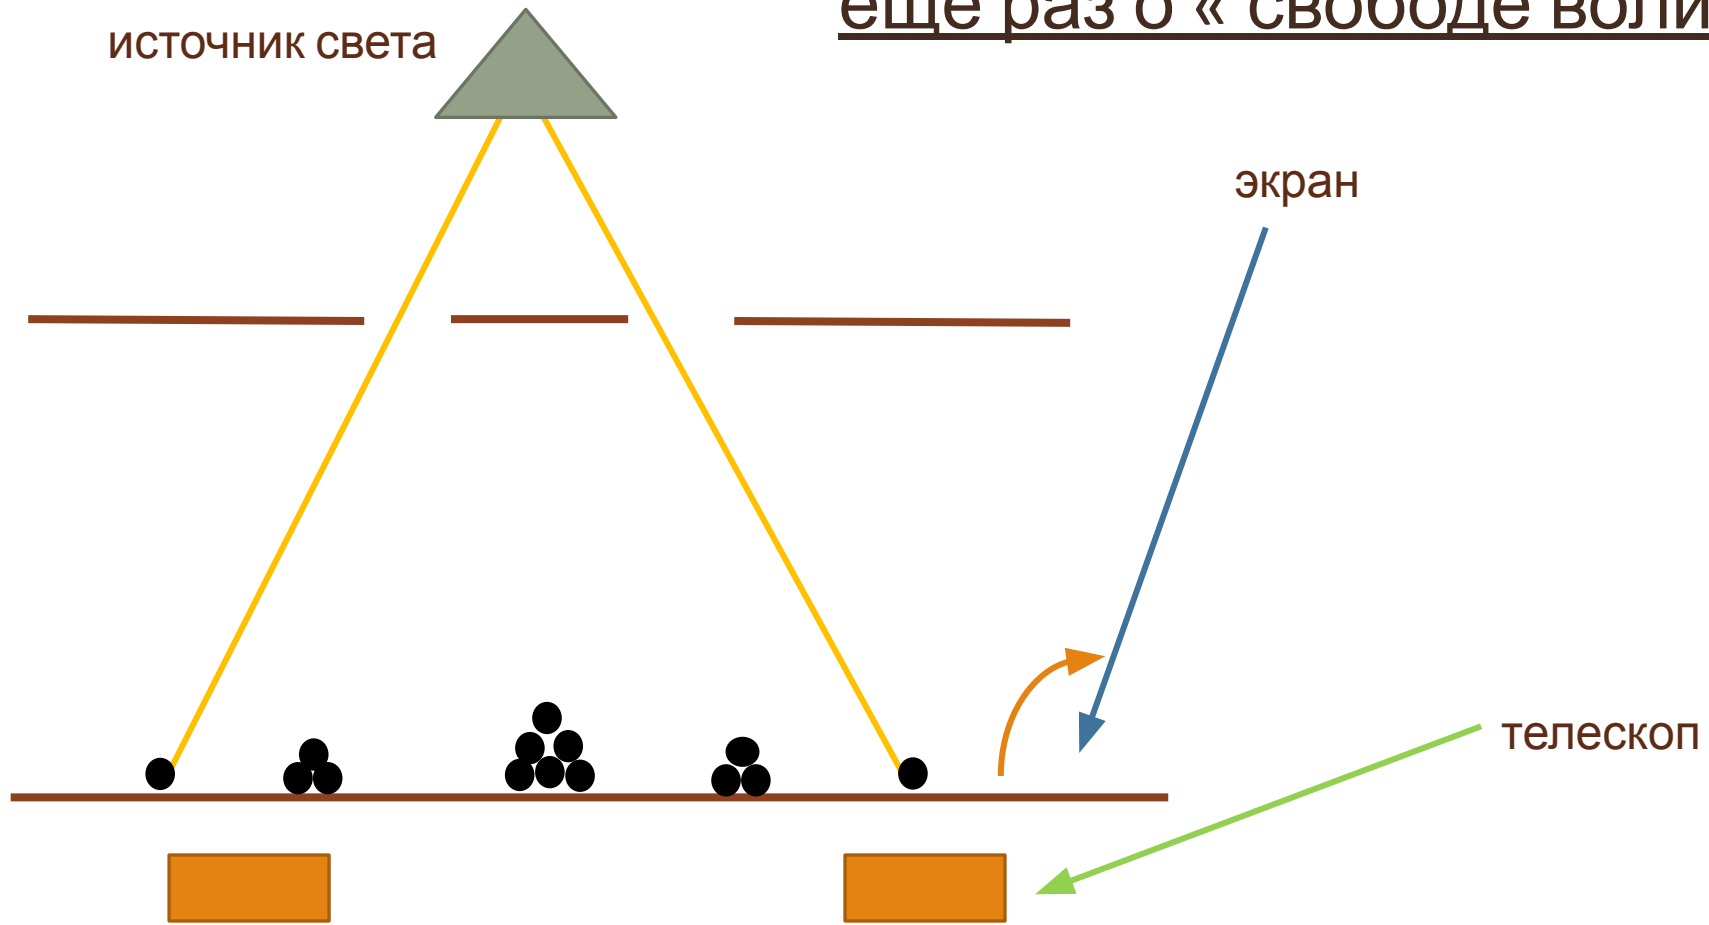 еще раз о « свободе воли
источник света
экран
телескоп